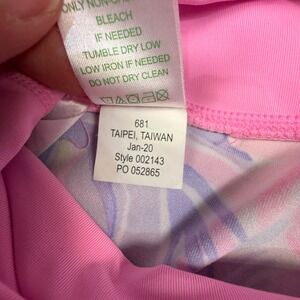 ONLY NON-CHLORINE
BLEACH
IF NEEDED
TUMBLE DRY LOW
LOW IRON IF NEEDED
DO NOT DRY CLEAN
681
TAIPEI, TAIWAN
Jan-20
Style 002143
PO 052865